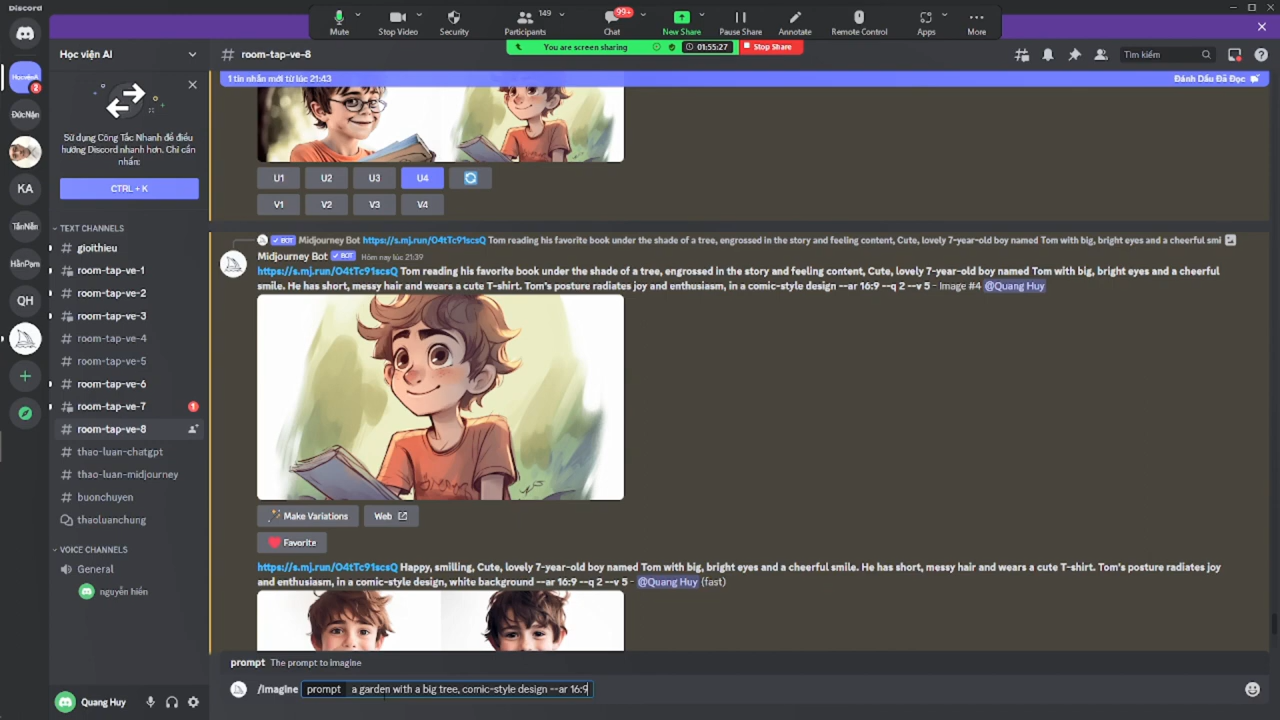 Discord
Mute
Stop Video
Security
149
Participants
99+
Chat
New Share
Pause Share
Annotate
Remote Control
Apps
More
You are screen sharing
01:55:27
Stop Share
Học viện AI
room-tap-ve-8
Tìm kiếm
1 tin nhắn mới từ lúc 21:43
Đánh Dấu Đã Đọc
2
ĐứcNận
KA
HằnPạm
QH
Sử dụng Công Tắc Nhanh để điều
hướng Discord nhanh hơn. Chỉ cần
nhấn:
CTRL + K
TEXT CHANNELS
gioithieu
room-tap-ve-1
room-tap-ve-2
room-tap-ve-3
room-tap-ve-4
room-tap-ve-5
room-tap-ve-6
room-tap-ve-7
1
room-tap-ve-8
thao-luan-chatgpt
thao-luan-midjourney
buonchuyen
thaoluanchung
VOICE CHANNELS
General
nguyễn hiền
Quang Huy
U1 U2 U3 U4
V1 V2 V3 V4
BOT Midjourney Bot https://s.mj.run/O4tTc91scsQ Tom reading his favorite book under the shade of a tree, engrossed in the story and feeling content, Cute, lovely 7-year-old boy named Tom with big, bright eyes and a cheerful smi
Midjourney Bot BOT Hôm nay lúc 21:39
https://s.mj.run/O4tTc91scsQ Tom reading his favorite book under the shade of a tree, engrossed in the story and feeling content, Cute, lovely 7-year-old boy named Tom with big, bright eyes and a cheerful
smile. He has short, messy hair and wears a cute T-shirt. Tom's posture radiates joy and enthusiasm, in a comic-style design --ar 16:9 --q 2 --v 5 - Image #4 @Quang Huy
Make Variations
Web
Favorite
https://s.mj.run/O4tTc91scsQ Happy, smiling, Cute, lovely 7-year-old boy named Tom with big, bright eyes and a cheerful smile. He has short, messy hair and wears a cute T-shirt. Tom's posture radiates joy
and enthusiasm, in a comic-style design, white background --ar 16:9 --q 2 --v 5 - @Quang Huy (fast)
prompt The prompt to imagine
/imagine prompt a garden with a big tree, comic-style design --ar 16:9